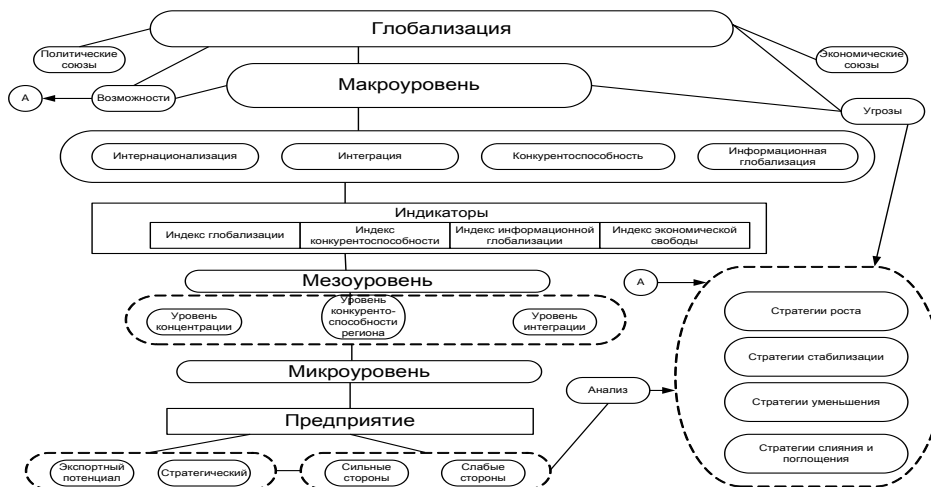 Глобализация
Политические
союзы
Экономические
союзы
Макроуровень
А
Возможности
Угрозы
Интернационализация
Интеграция
Конкурентоспособность
Информационная
глобализация
Индикаторы
Индекс глобализации
Индекс
конкурентоспособности
Индекс информационной
глобализации
Индекс экономической
свободы
Мезоуровень
А
Уровень
концентрации
Уровень
конкуренто-
способности
региона
Уровень
интеграции
Стратегии роста
Стратегии стабилизации
Микроуровень
Анализ
Стратегии уменьшения
Предприятие
Стратегии слияния и
поглощения
Экспортный
потенциал
Стратегический
Сильные
стороны
Слабые
стороны